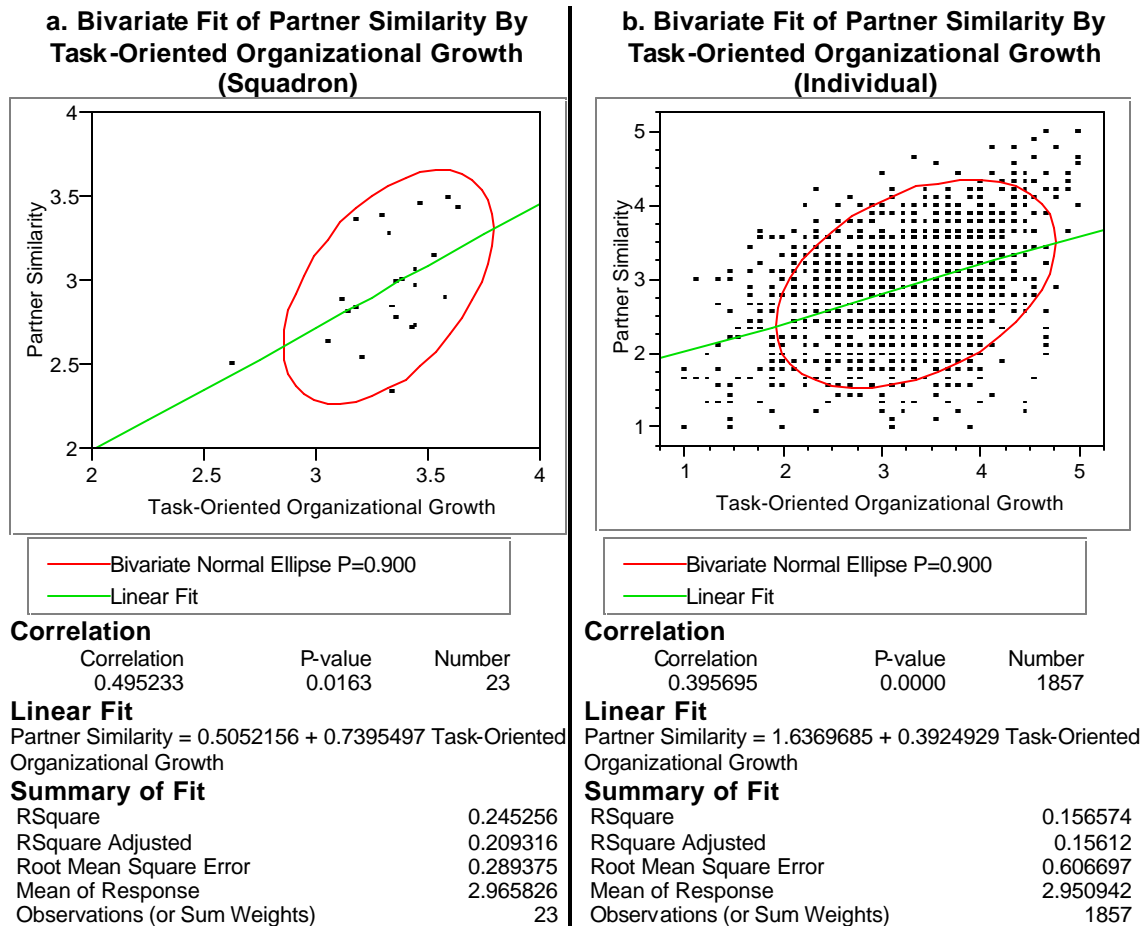 a. Bivariate Fit of Partner Similarity By
Task-Oriented Organizational Growth
(Squadron)
4
3.5
3
2.5
2
Partner Similarity
2
2.5
3
3.5
4
Task-Oriented Organizational Growth
Bivariate Normal Ellipse P=0.900
Linear Fit
Correlation
Correlation P-value Number
0.495233 0.0163 23
Linear Fit
Partner Similarity = 0.5052156 + 0.7395497 Task-Oriented
Organizational Growth
Summary of Fit
RSquare 0.245256
RSquare Adjusted 0.209316
Root Mean Square Error 0.289375
Mean of Response 2.965826
Observations (or Sum Weights) 23
b. Bivariate Fit of Partner Similarity By
Task-Oriented Organizational Growth
(Individual)
5
4
3
2
1
Partner Similarity
1
2
3
4
5
Task-Oriented Organizational Growth
Bivariate Normal Ellipse P=0.900
Linear Fit
Correlation
Correlation P-value Number
0.395695 0.0000 1857
Linear Fit
Partner Similarity = 1.6369685 + 0.3924929 Task-Oriented
Organizational Growth
Summary of Fit
RSquare 0.156574
RSquare Adjusted 0.15612
Root Mean Square Error 0.606697
Mean of Response 2.950942
Observations (or Sum Weights) 1857